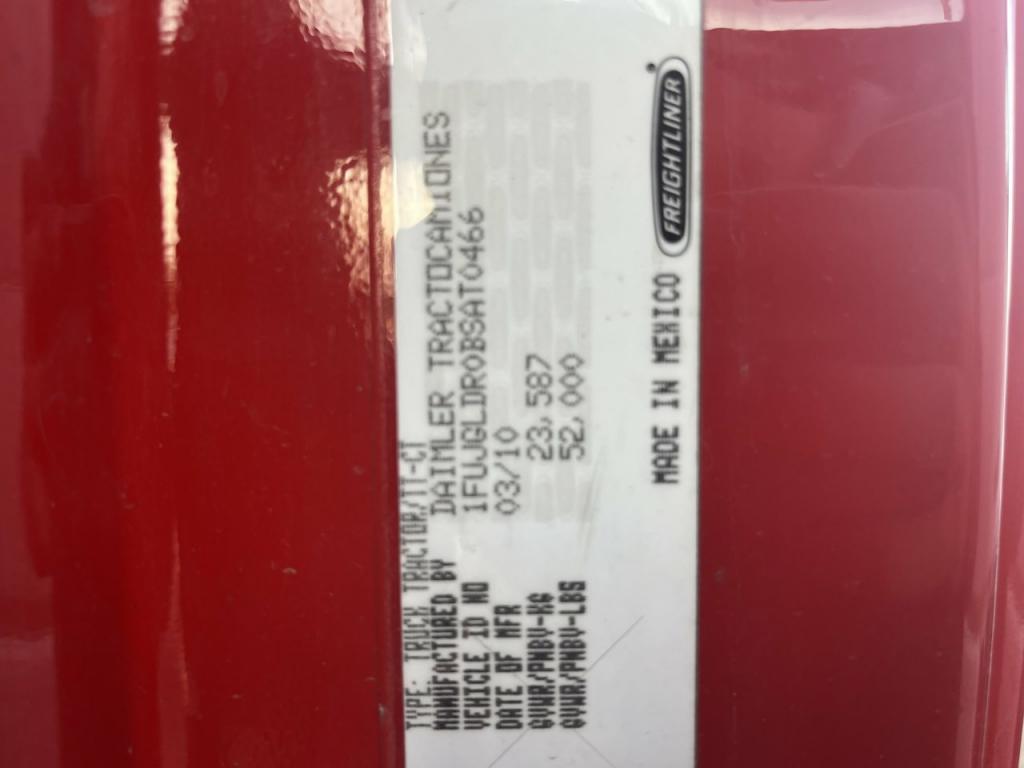 TYPE: TRUCK TRACTOR/TT-CT
MANUFACTURED BY DAIMLER TRACTOCAMIONES
VEHICLE ID NO 1FUJGLDR0BSAT0466
DATE OF MFR 03/10
GVWR/PNBV-KG 23,587
GVWR/PNBV-LBS 52,000
MADE IN MEXICO FREIGHTLINER